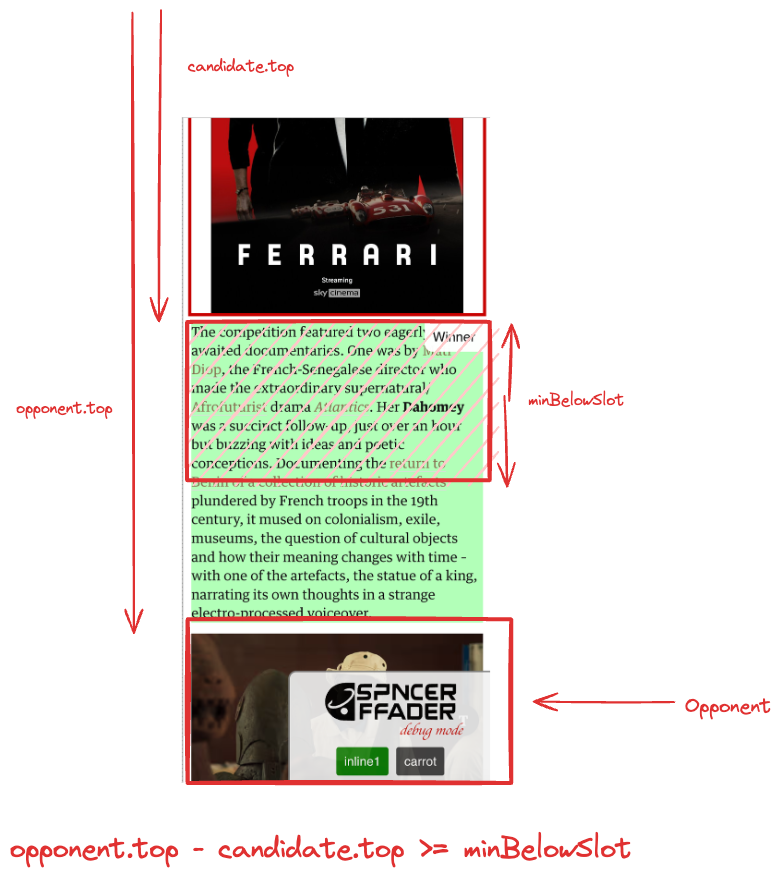 candidate.top
531
FERRARI
Streaming
sky cinema
The competition featured two eagerly
Winner
awaited documentaries. One was by Mati
Diop, the French-Senegalese director who
made the extraordinary supernatural/
Afrofuturist drama Atlantics. Her Dahomey
was a succinct follow-up, just over an hour
but buzzing with ideas and poetic
conceptions. Documenting the return to
Benin of a collection of historic artefacts
plundered by French troops in the 19th
century, it mused on colonialism, exile,
museums, the question of cultural objects
and how their meaning changes with time –
with one of the artefacts, the statue of a king,
narrating its own thoughts in a strange
electro-processed voiceover.
opponent.top
minBelowSlot
SPNCER
FFADER
debug mode
inline1 carrot
Opponent
opponent.top - candidate.top >= minBelowSlot